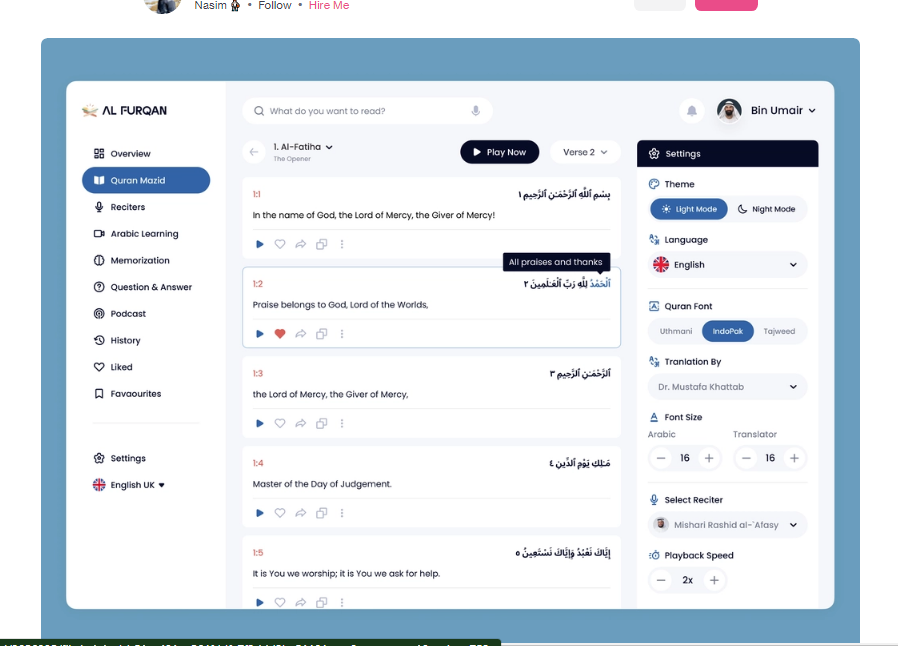 Nasim • Follow • Hire Me
AL FURQAN
What do you want to read?
Bin Umair
Overview
Quran Mazid
Reciters
Arabic Learning
Memorization
Question & Answer
Podcast
History
Liked
Favourites
Settings
English UK
1. Al-Fatiha
The Opener
Play Now
Verse 2
1:1
بِسْمِ ٱللَّهِ ٱلرَّحْمَـٰنِ ٱلرَّحِيمِ ١
In the name of God, the Lord of Mercy, the Giver of Mercy!
All praises and thanks
1:2
ٱلْحَمْدُ لِلَّهِ رَبِّ ٱلْعَـٰلَمِينَ ٢
Praise belongs to God, Lord of the Worlds,
1:3
ٱلرَّحْمَـٰنِ ٱلرَّحِيمِ ٣
the Lord of Mercy, the Giver of Mercy,
1:4
مَـٰلِكِ يَوْمِ ٱلدِّينِ ٤
Master of the Day of Judgement.
1:5
إِيَّاكَ نَعْبُدُ وَإِيَّاكَ نَسْتَعِينُ ٥
It is You we worship; it is You we ask for help.
Settings
Theme
Light Mode
Night Mode
Language
English
Quran Font
Uthmani IndoPak Tajweed
Tranlation By
Dr. Mustafa Khattab
Font Size
Arabic Translator
16 16
Select Reciter
Mishari Rashid al-`Afasy
Playback Speed
2x